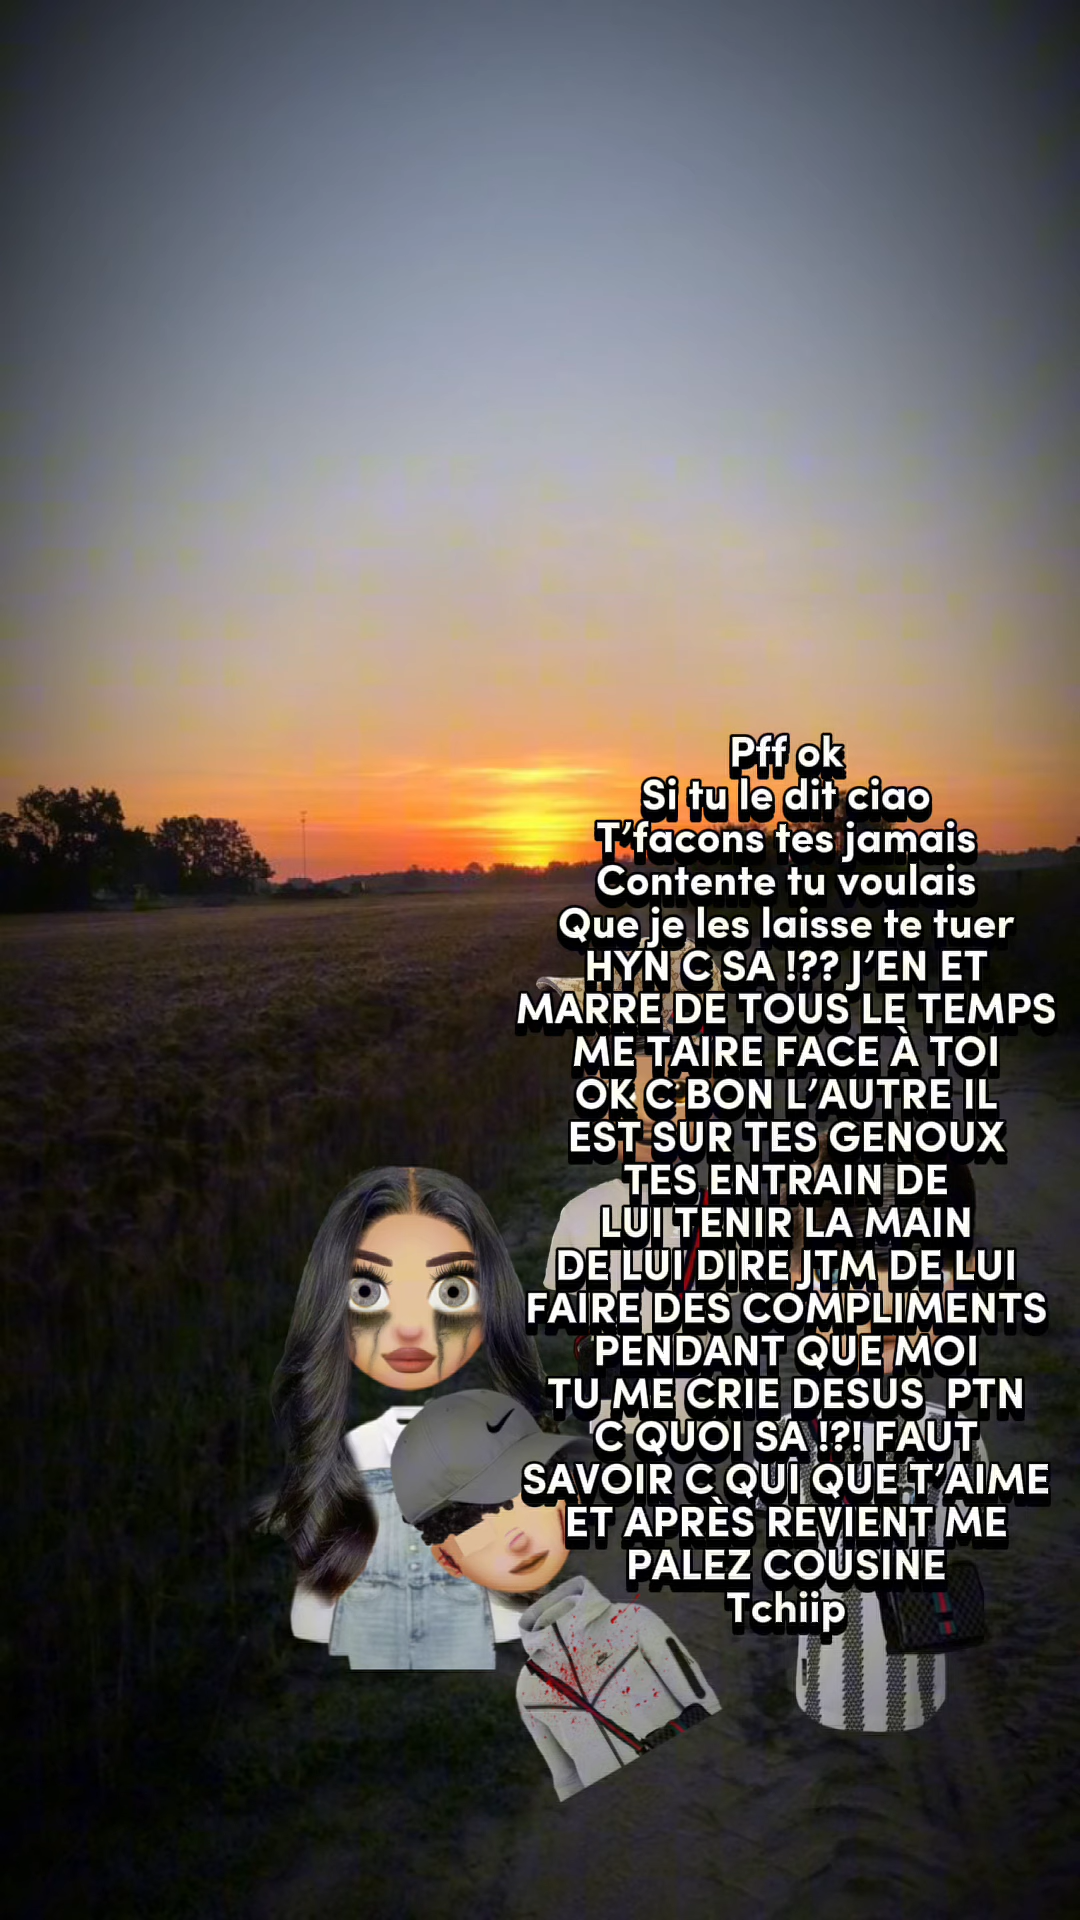 Pff ok
Si tu le dit ciao
T’facons tes jamais
Contente tu voulais
Que je les laisse te tuer
HYN C SA !?? J’EN ET
MARRE DE TOUS LE TEMPS
ME TAIRE FACE À TOI
OK C BON L’AUTRE IL
EST SUR TES GENOUX
TES ENTRAIN DE
LUI TENIR LA MAIN
DE LUI DIRE JTM DE LUI
FAIRE DES COMPLIMENTS
PENDANT QUE MOI
TU ME CRIE DESUS  PTN
C QUOI SA !?! FAUT
SAVOIR C QUI QUE T’AIME
ET APRÈS REVIENT ME
PALEZ COUSINE
Tchiip